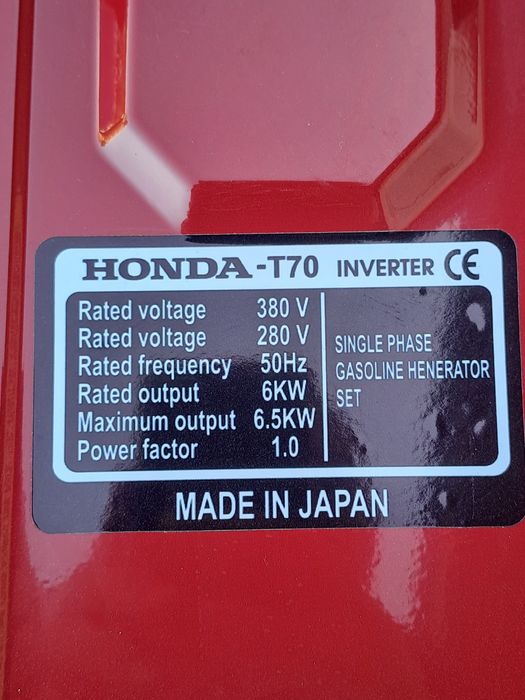 HONDA-T70 INVERTER CE
Rated voltage 380 V
Rated voltage 280 V
Rated frequency 50Hz
Rated output 6KW
Maximum output 6.5KW
Power factor 1.0
SINGLE PHASE
GASOLINE HENERATOR
SET
MADE IN JAPAN